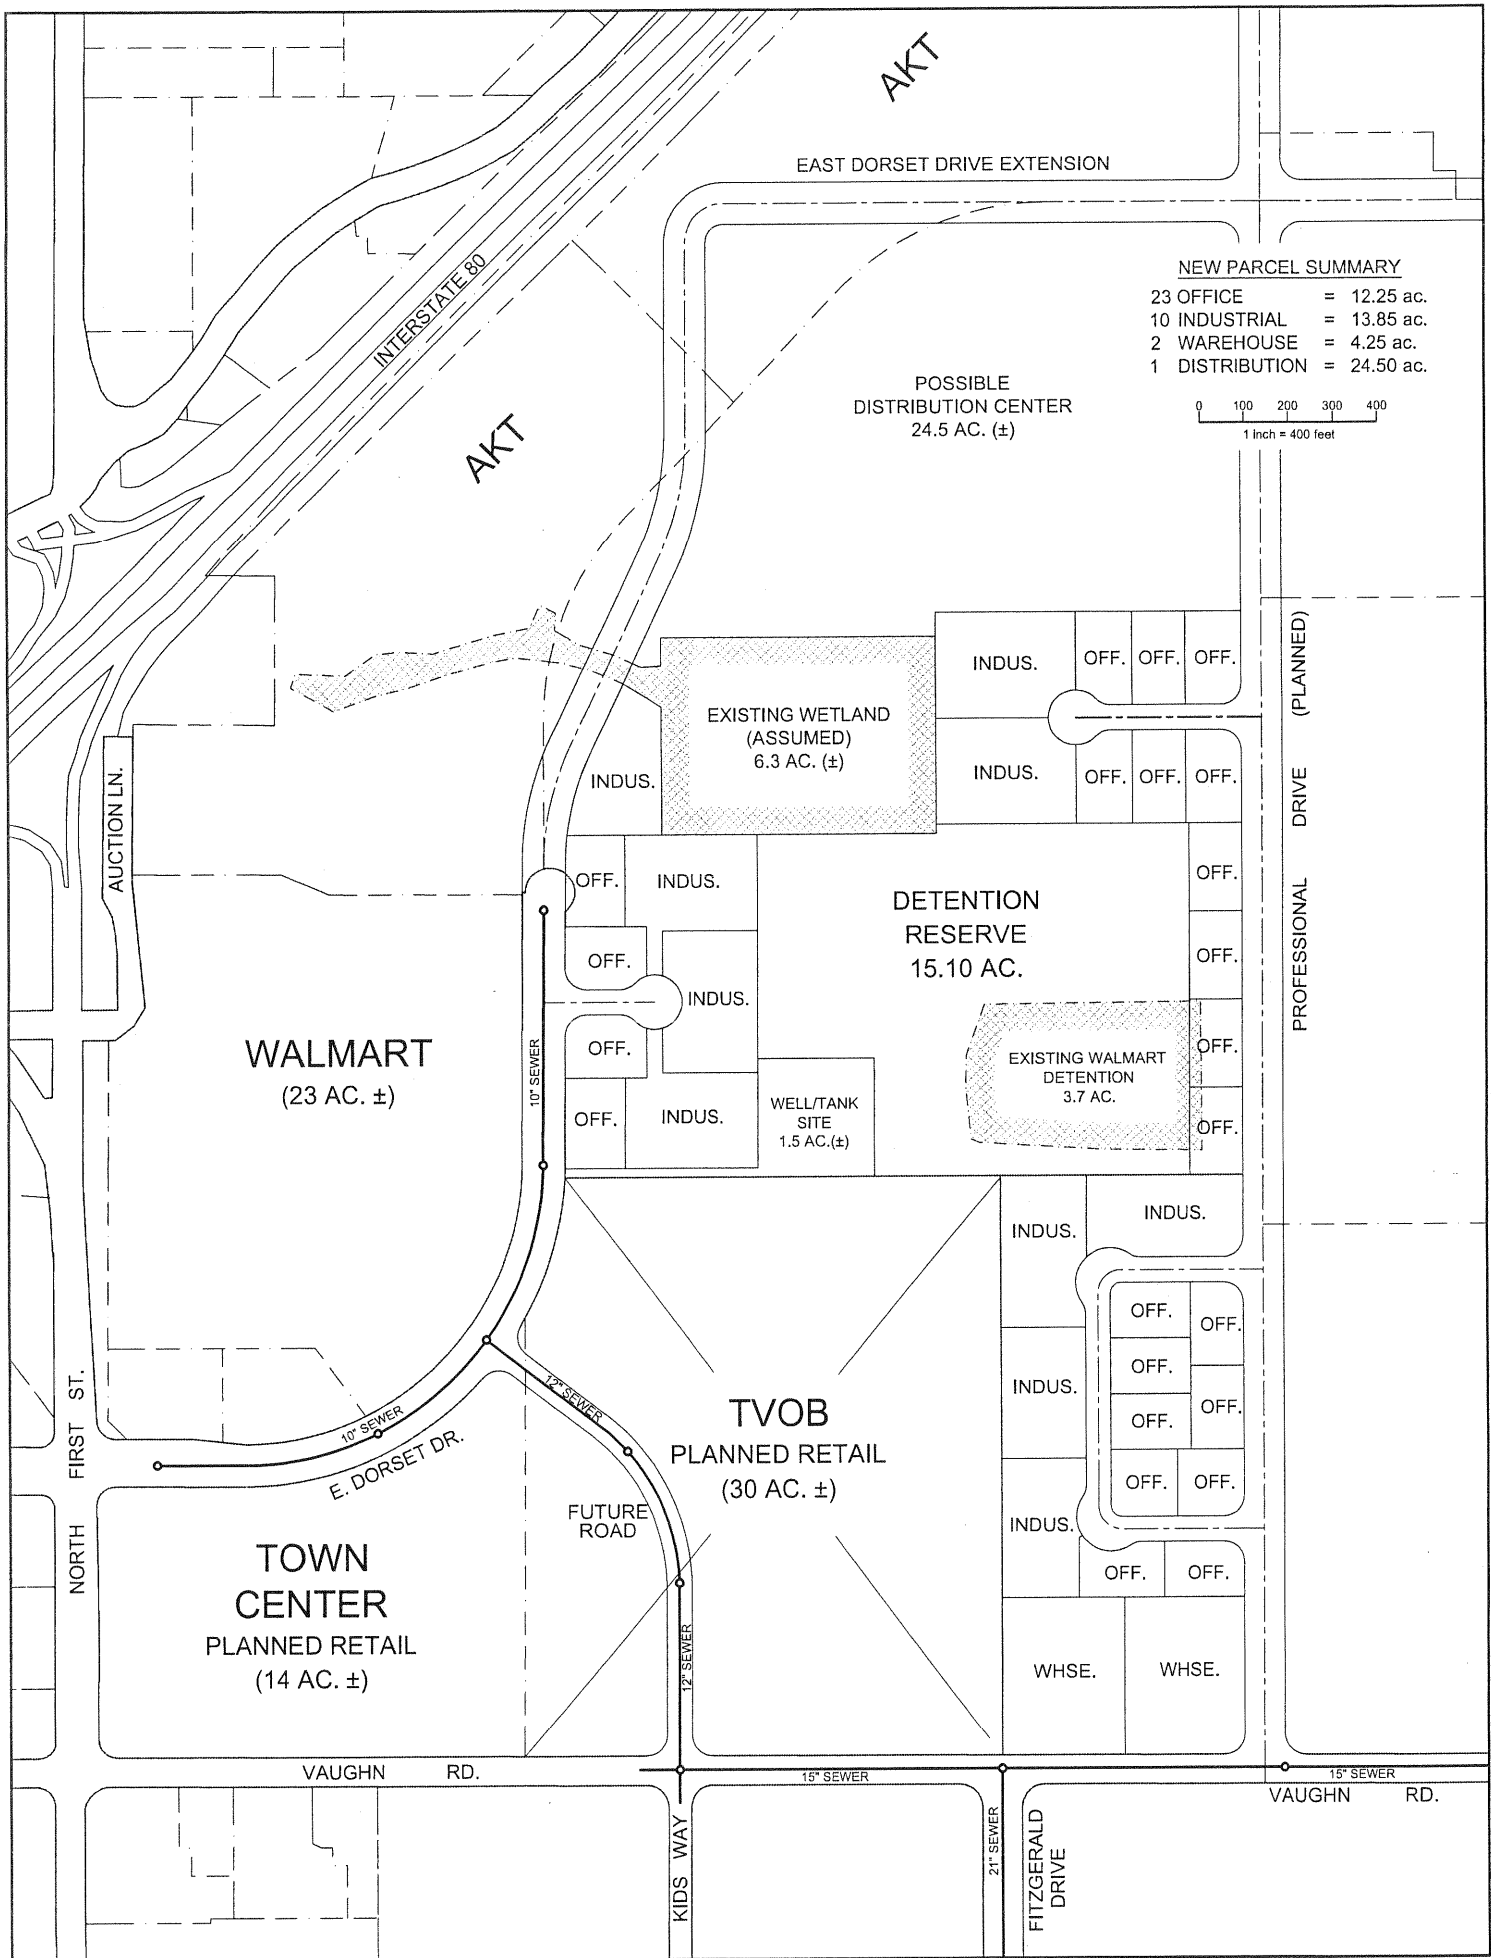 AKT
EAST DORSET DRIVE EXTENSION
INTERSTATE 80
NEW PARCEL SUMMARY
23 OFFICE = 12.25 ac.
10 INDUSTRIAL = 13.85 ac.
2 WAREHOUSE = 4.25 ac.
1 DISTRIBUTION = 24.50 ac.
0 100 200 300 400
1 inch = 400 feet
POSSIBLE
DISTRIBUTION CENTER
24.5 AC. (±)
AKT
INDUS.
OFF.
OFF.
OFF.
EXISTING WETLAND
(ASSUMED)
6.3 AC. (±)
INDUS.
INDUS.
OFF.
OFF.
OFF.
PROFESSIONAL DRIVE (PLANNED)
AUCTION LN.
OFF.
INDUS.
OFF.
DETENTION
RESERVE
15.10 AC.
OFF.
OFF.
INDUS.
WALMART
(23 AC. ±)
10" SEWER
OFF.
EXISTING WALMART
DETENTION
3.7 AC.
OFF.
OFF.
INDUS.
WELL/TANK
SITE
1.5 AC.(±)
OFF.
INDUS.
INDUS.
OFF.
OFF.
OFF.
INDUS.
OFF.
OFF.
12" SEWER
TVOB
PLANNED RETAIL
(30 AC. ±)
10" SEWER
E. DORSET DR.
NORTH FIRST ST.
OFF.
OFF.
FUTURE
ROAD
INDUS.
OFF.
OFF.
TOWN
CENTER
PLANNED RETAIL
(14 AC. ±)
12" SEWER
WHSE.
WHSE.
VAUGHN RD.
15" SEWER
15" SEWER
VAUGHN RD.
KIDS WAY
21" SEWER
FITZGERALD
DRIVE